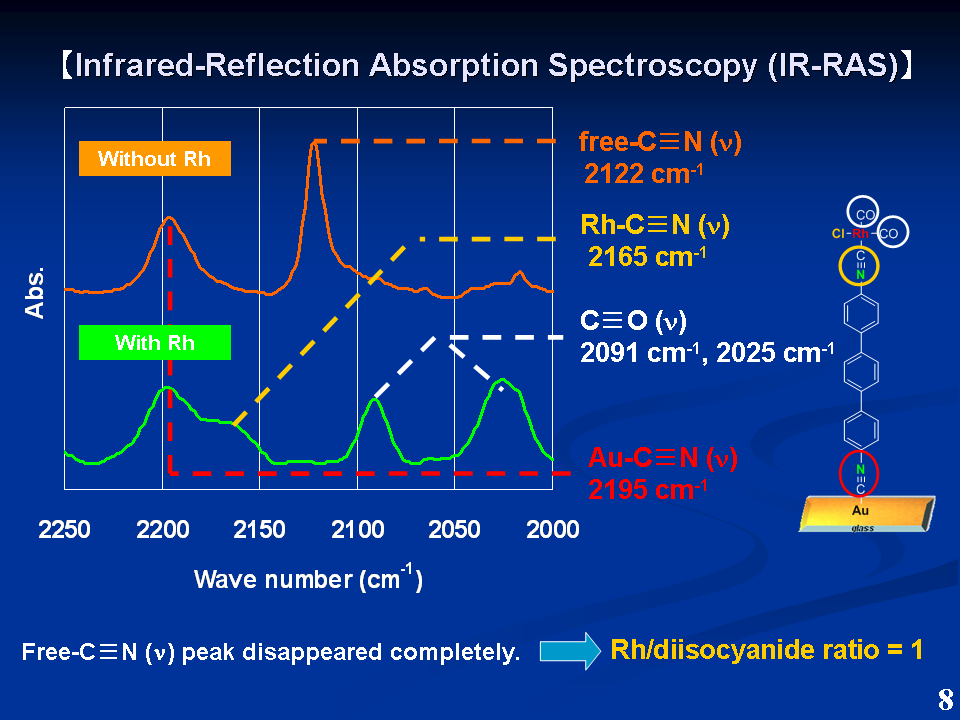 【Infrared-Reflection Absorption Spectroscopy (IR-RAS)】
Without Rh
With Rh
Abs.
2250 2200 2150 2100 2050 2000
Wave number (cm⁻¹)
free-C≡N (ν)
2122 cm⁻¹
Rh-C≡N (ν)
2165 cm⁻¹
C≡O (ν)
2091 cm⁻¹, 2025 cm⁻¹
Au-C≡N (ν)
2195 cm⁻¹
CO
Cl-Rh-CO
C
≡
N
N
≡
C
Au
glass
Free-C≡N (ν) peak disappeared completely.
Rh/diisocyanide ratio = 1
8